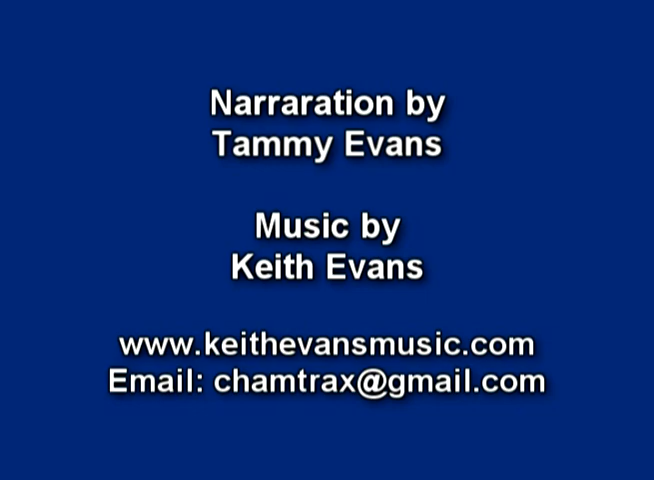 Narraration by
Tammy Evans
Music by
Keith Evans
www.keithevansmusic.com
Email: chamtrax@gmail.com